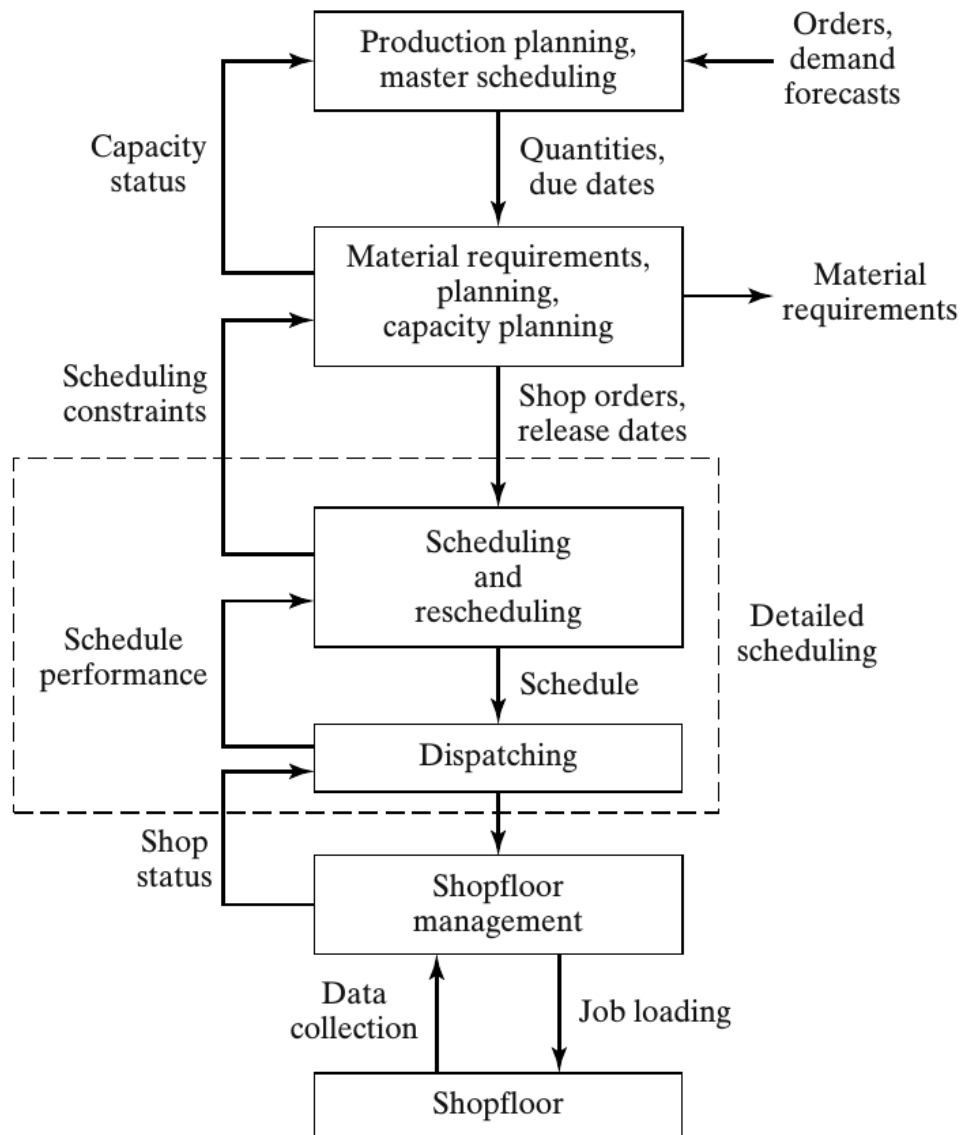 Production planning,
master scheduling
Orders,
demand
forecasts
Capacity
status
Quantities,
due dates
Material requirements,
planning,
capacity planning
Material
requirements
Scheduling
constraints
Shop orders,
release dates
Scheduling
and
rescheduling
Detailed
scheduling
Schedule
performance
Schedule
Dispatching
Shop
status
Shopfloor
management
Data
collection
Job loading
Shopfloor